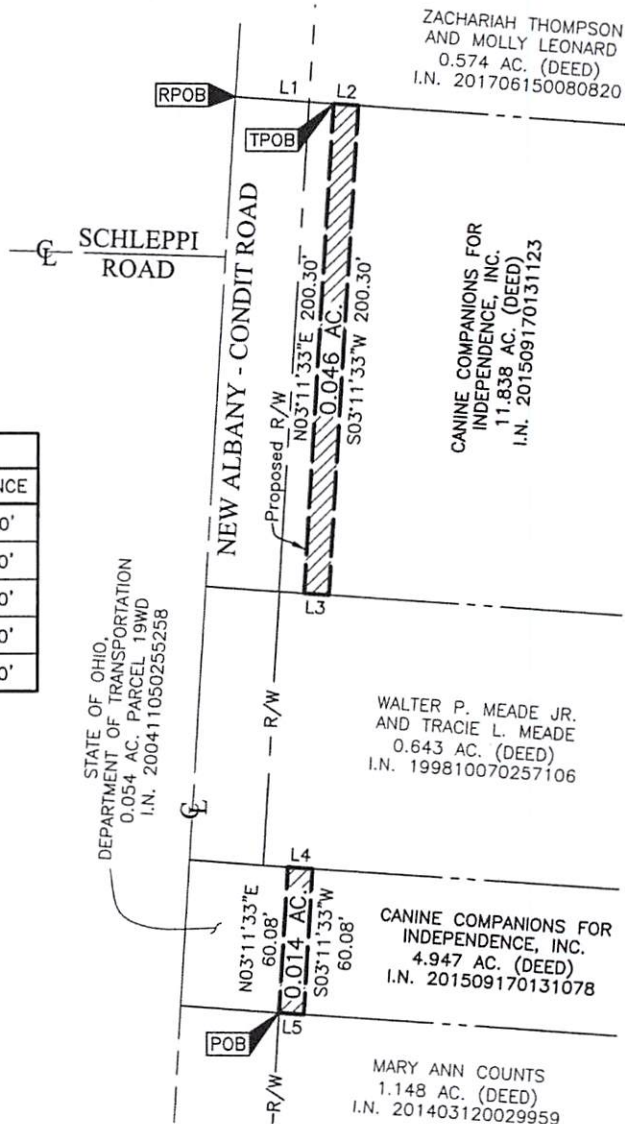 ZACHARIAH THOMPSON
AND MOLLY LEONARD
0.574 AC. (DEED)
I.N. 201706150080820
RPOB
L1
L2
TPOB
SCHLEPPI
ROAD
NEW ALBANY - CONDIT ROAD
N03°11'33"E 200.30'
0.046 AC.
S03°11'33"W 200.30'
Proposed R/W
CANINE COMPANIONS FOR
INDEPENDENCE, INC.
11.838 AC. (DEED)
I.N. 201509170131123
NCE
0'
0'
0'
0'
0'
L3
STATE OF OHIO,
DEPARTMENT OF TRANSPORTATION
0.054 AC. PARCEL 19WD
I.N. 200411050255258
R/W
WALTER P. MEADE JR.
AND TRACIE L. MEADE
0.643 AC. (DEED)
I.N. 199810070257106
CL
L4
N03°11'33"E
60.08'
0.014 AC.
S03°11'33"W
60.08'
CANINE COMPANIONS FOR
INDEPENDENCE, INC.
4.947 AC. (DEED)
I.N. 201509170131078
L5
POB
R/W
MARY ANN COUNTS
1.148 AC. (DEED)
I.N. 201403120029959